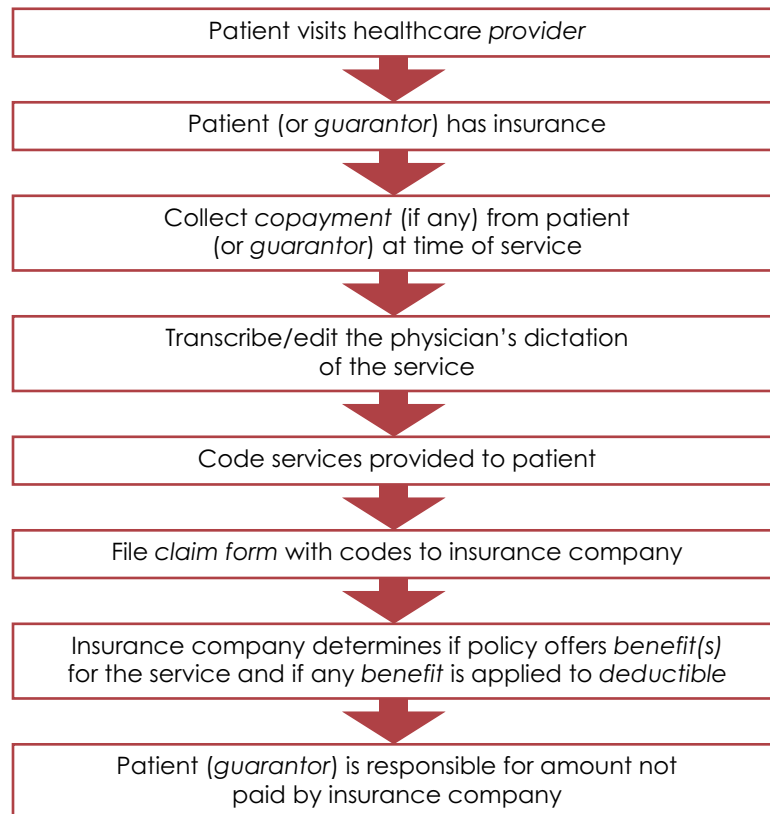 Patient visits healthcare provider
Patient (or guarantor) has insurance
Collect copayment (if any) from patient
(or guarantor) at time of service
Transcribe/edit the physician’s dictation
of the service
Code services provided to patient
File claim form with codes to insurance company
Insurance company determines if policy offers benefit(s)
for the service and if any benefit is applied to deductible
Patient (guarantor) is responsible for amount not
paid by insurance company